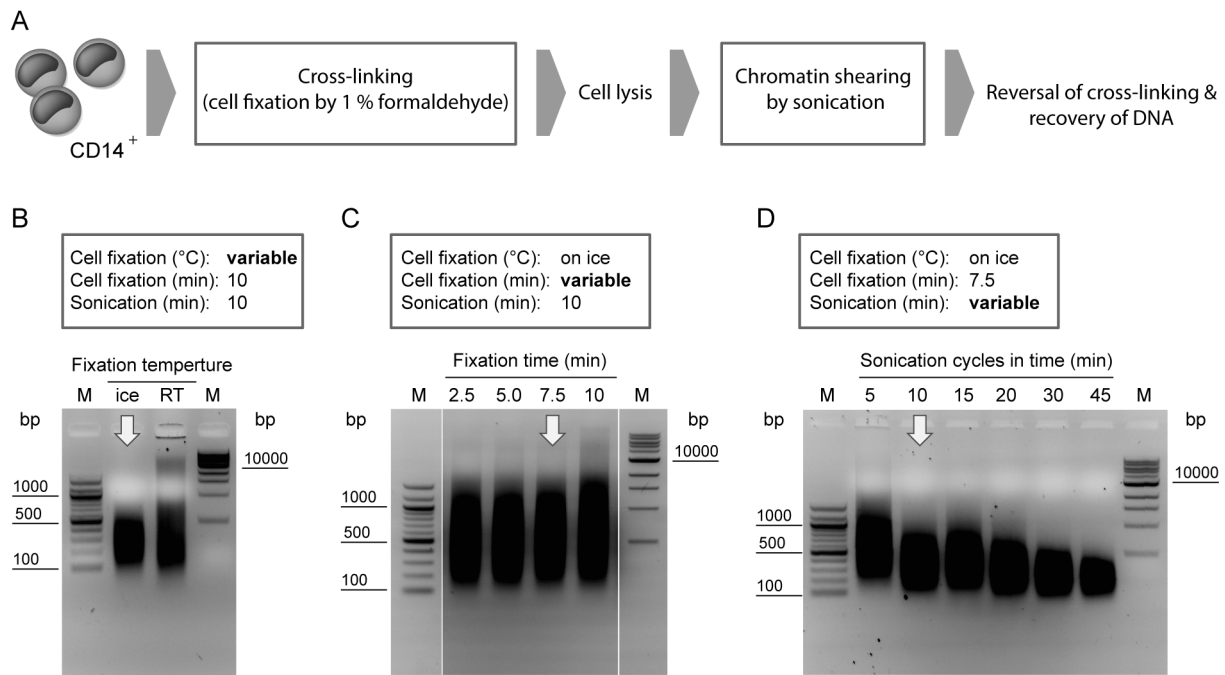 A
CD14 +
Cross-linking
(cell fixation by 1 % formaldehyde)
Cell lysis
Chromatin shearing
by sonication
Reversal of cross-linking &
recovery of DNA
B
Cell fixation (°C): variable
Cell fixation (min): 10
Sonication (min): 10
Fixation temperture
M ice RT M
bp
bp
10000
1000
500
100
C
Cell fixation (°C): on ice
Cell fixation (min): variable
Sonication (min): 10
Fixation time (min)
M 2.5 5.0 7.5 10 M
bp
bp
10000
1000
500
100
D
Cell fixation (°C): on ice
Cell fixation (min): 7.5
Sonication (min): variable
Sonication cycles in time (min)
M 5 10 15 20 30 45 M
bp
bp
10000
1000
500
100